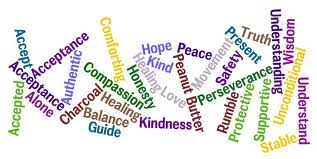 Accept
Acceptance
Acceptance
Accepted
Alone
Authentic
Charcoal
Comforting
Compassion
Healing
Balance
Guide
Hope
Kind
Honesty
Healing-Love
Kindness
Peace
Peanut Butter
Movement
Safety
Present
Truth
Perseverance
Rumble
Protective
Supportive
Understanding
Wisdom
Unconditional
Understand
Stable